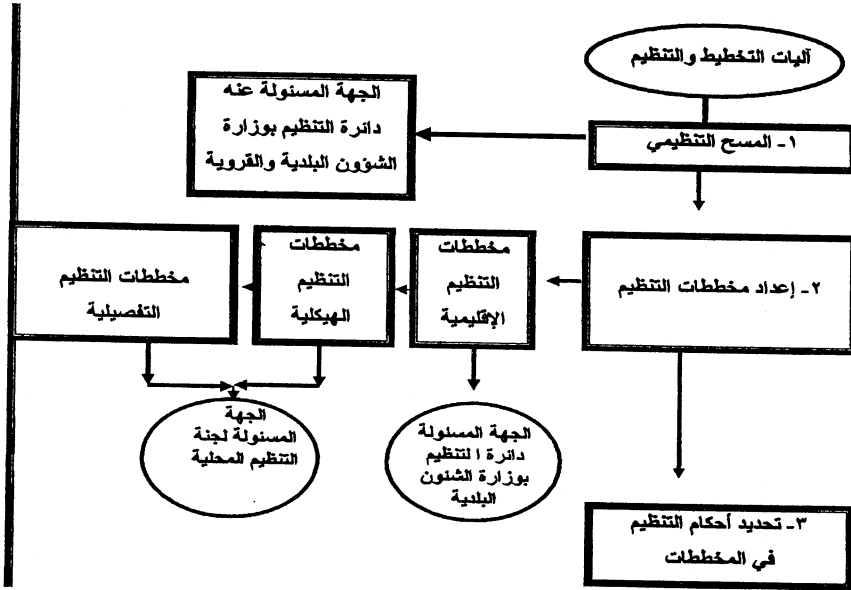 آليات التخطيط والتنظيم
الجهة المسئولة عنه
دائرة التنظيم بوزارة
الشؤون البلدية والقروية
١- المسح التنظيمي
٢- إعداد مخططات التنظيم
مخططات
التنظيم
الإقليمية
مخططات
التنظيم
الهيكلية
مخططات التنظيم
التفصيلية
الجهة المسئولة
دائرة التنظيم
بوزارة الشئون
البلدية
الجهة
المسئولة لجنة
التنظيم المحلية
٣- تحديد أحكام التنظيم
في المخططات